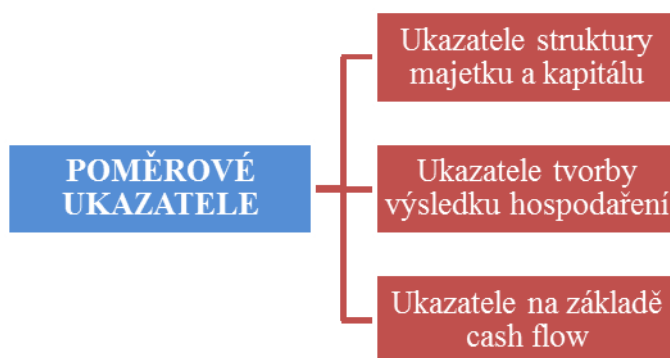 Ukazatele struktury
majetku a kapitálu
POMĚROVÉ
UKAZATELE
Ukazatele tvorby
výsledku hospodaření
Ukazatele na základě
cash flow